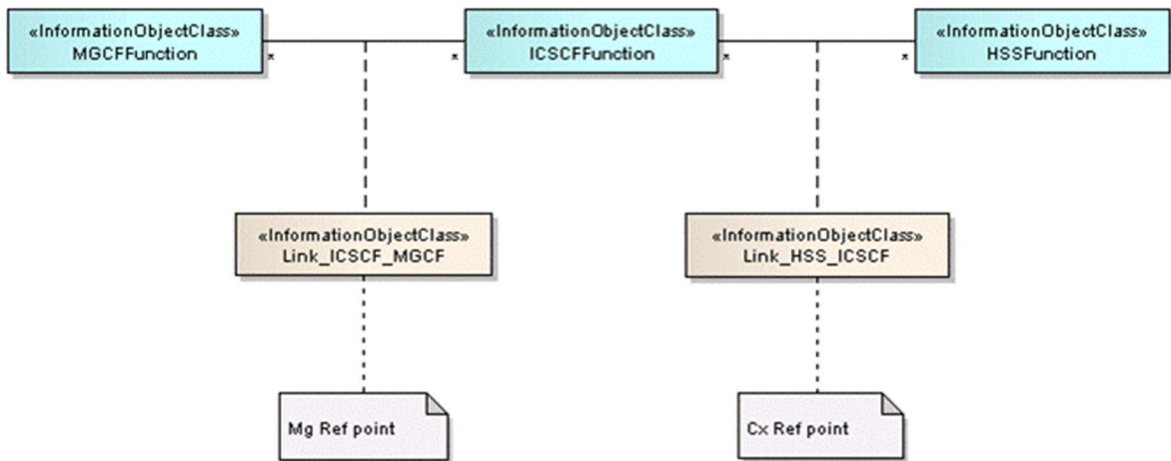 «InformationObjectClass»
MGCFFunction
«InformationObjectClass»
ICSCFFunction
«InformationObjectClass»
HSSFunction
* * * *
«InformationObjectClass»
Link_ICSCF_MGCF
«InformationObjectClass»
Link_HSS_ICSCF
Mg Ref point
Cx Ref point